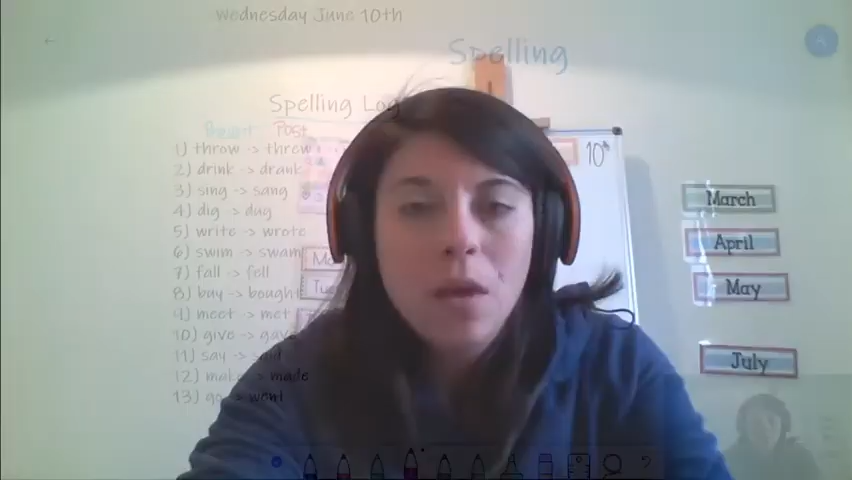 Wednesday June 10th
Spelling
Spelling Log
Present Past
1) throw -> threw
2) drink -> drank
3) sing -> sang
4) dig -> dug
5) write -> wrote
6) swim -> swam
7) fall -> fell
8) buy -> bought
9) meet -> met
10) give -> gave
11) say -> said
12) make -> made
13) go -> went
10th
March
April
May
July